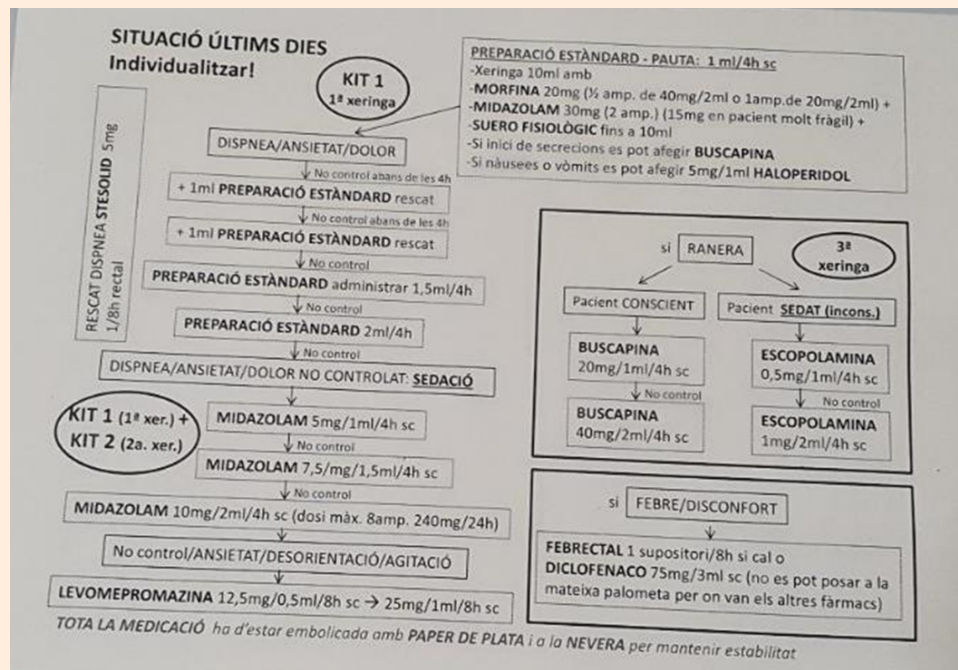 SITUACIÓ ÚLTIMS DIES
Individualitzar!
KIT 1
1ª xeringa
PREPARACIÓ ESTÀNDARD - PAUTA: 1 ml/4h sc
-Xeringa 10ml amb
-MORFINA 20mg (½ amp. de 40mg/2ml o 1amp.de 20mg/2ml) +
-MIDAZOLAM 30mg (2 amp.) (15mg en pacient molt fràgil) +
-SUERO FISIOLÒGIC fins a 10ml
-Si inici de secrecions es pot afegir BUSCAPINA
-Si nàusees o vòmits es pot afegir 5mg/1ml HALOPERIDOL
RESCAT DISPNEA STESOLID 5mg
1/8h rectal
DISPNEA/ANSIETAT/DOLOR
No control abans de les 4h
+ 1ml PREPARACIÓ ESTÀNDARD rescat
No control abans de les 4h
+ 1ml PREPARACIÓ ESTÀNDARD rescat
No control
PREPARACIÓ ESTÀNDARD administrar 1,5ml/4h
No control
PREPARACIÓ ESTÀNDARD 2ml/4h
No control
DISPNEA/ANSIETAT/DOLOR NO CONTROLAT: SEDACIÓ
KIT 1 (1ª xer.) +
KIT 2 (2a. xer.)
MIDAZOLAM 5mg/1ml/4h sc
No control
MIDAZOLAM 7,5/mg/1,5ml/4h sc
No control
MIDAZOLAM 10mg/2ml/4h sc (dosi màx. 8amp. 240mg/24h)
No control/ANSIETAT/DESORIENTACIÓ/AGITACIÓ
LEVOMEPROMAZINA 12,5mg/0,5ml/8h sc → 25mg/1ml/8h sc
si RANERA
3ª
xeringa
Pacient CONSCIENT
BUSCAPINA
20mg/1ml/4h sc
No control
BUSCAPINA
40mg/2ml/4h sc
Pacient SEDAT (incons.)
ESCOPOLAMINA
0,5mg/1ml/4h sc
No control
ESCOPOLAMINA
1mg/2ml/4h sc
si FEBRE/DISCONFORT
FEBRECTAL 1 supositori/8h si cal o
DICLOFENACO 75mg/3ml sc (no es pot posar a la
mateixa palometa per on van els altres fàrmacs)
TOTA LA MEDICACIÓ ha d'estar embolicada amb PAPER DE PLATA i a la NEVERA per mantenir estabilitat